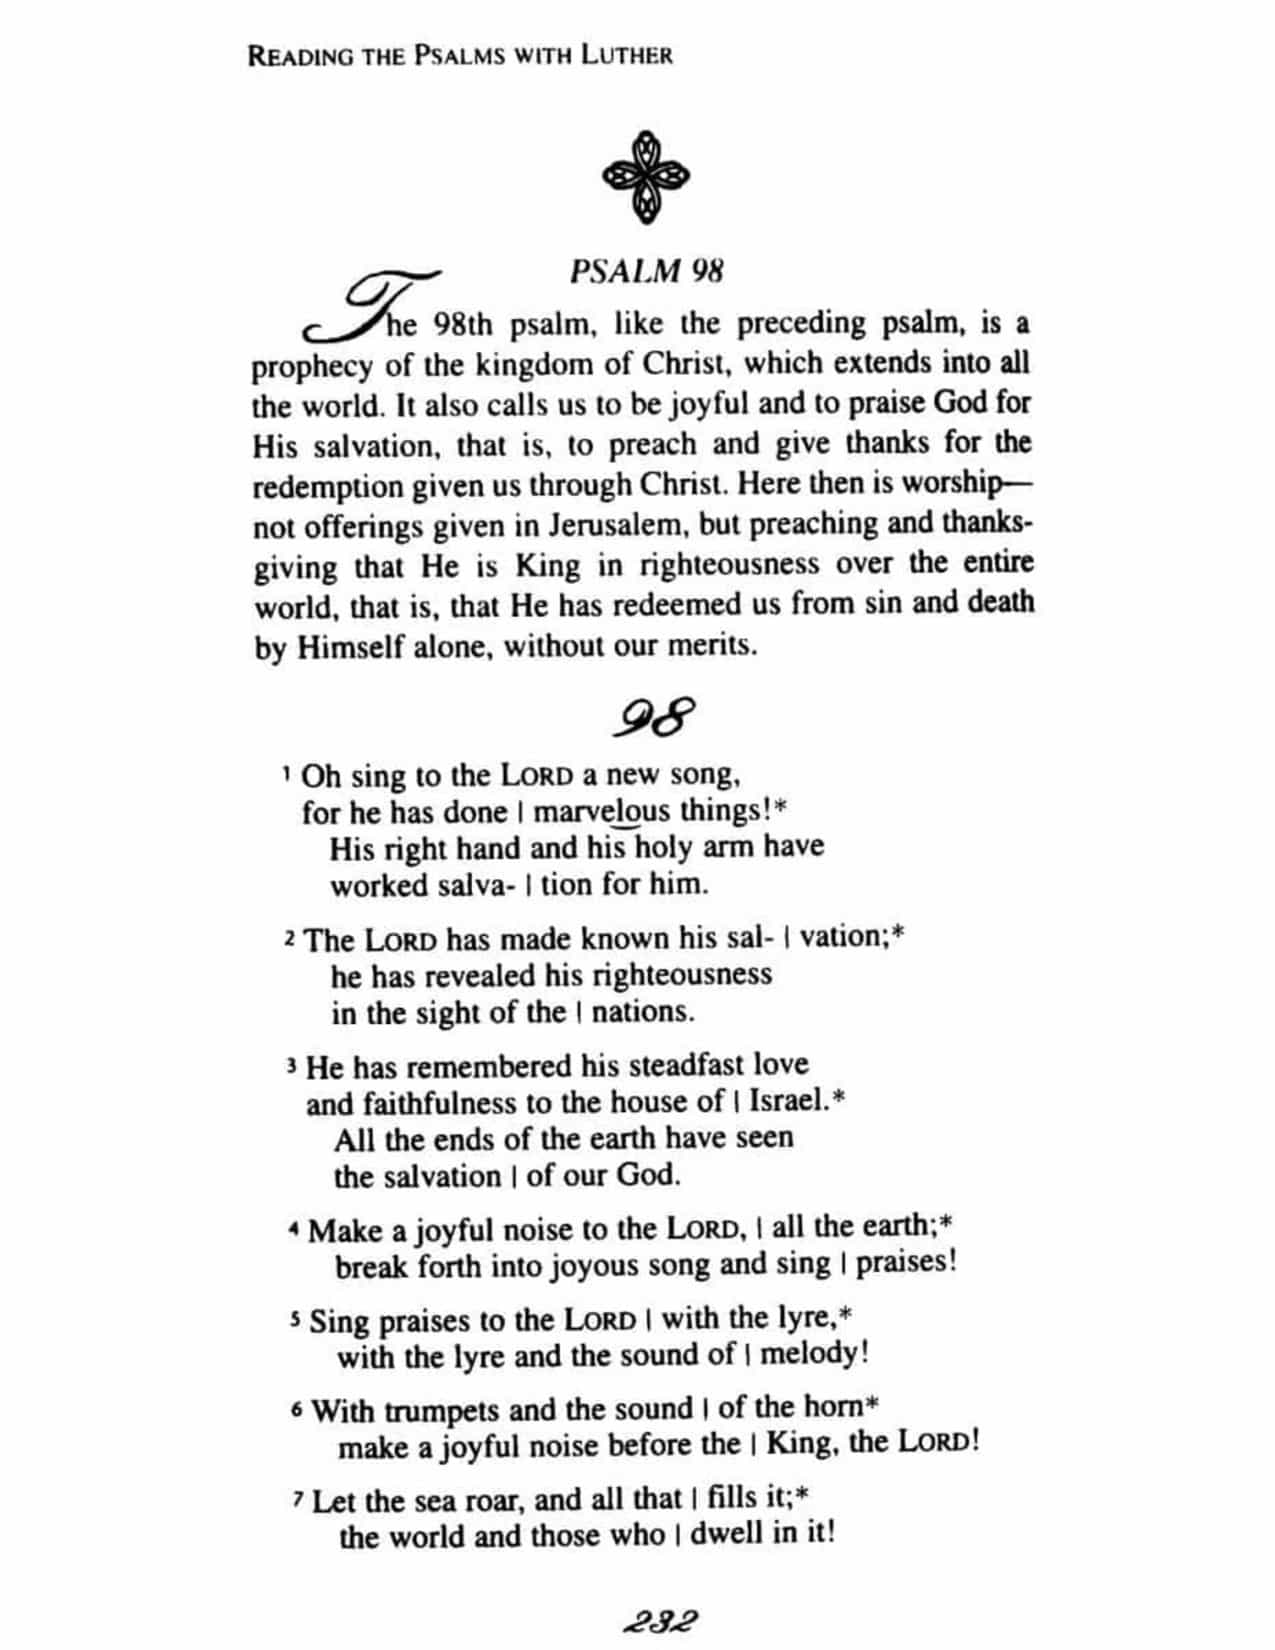 READING THE PSALMS WITH LUTHER
PSALM 98
The 98th psalm, like the preceding psalm, is a
prophecy of the kingdom of Christ, which extends into all
the world. It also calls us to be joyful and to praise God for
His salvation, that is, to preach and give thanks for the
redemption given us through Christ. Here then is worship—
not offerings given in Jerusalem, but preaching and thanks-
giving that He is King in righteousness over the entire
world, that is, that He has redeemed us from sin and death
by Himself alone, without our merits.
98
1 Oh sing to the LORD a new song,
for he has done | marvelous things!*
His right hand and his holy arm have
worked salva- | tion for him.
2 The LORD has made known his sal- | vation;*
he has revealed his righteousness
in the sight of the | nations.
3 He has remembered his steadfast love
and faithfulness to the house of | Israel.*
All the ends of the earth have seen
the salvation | of our God.
4 Make a joyful noise to the LORD, | all the earth;*
break forth into joyous song and sing | praises!
5 Sing praises to the LORD | with the lyre,*
with the lyre and the sound of | melody!
6 With trumpets and the sound | of the horn*
make a joyful noise before the | King, the LORD!
7 Let the sea roar, and all that | fills it;*
the world and those who | dwell in it!
232